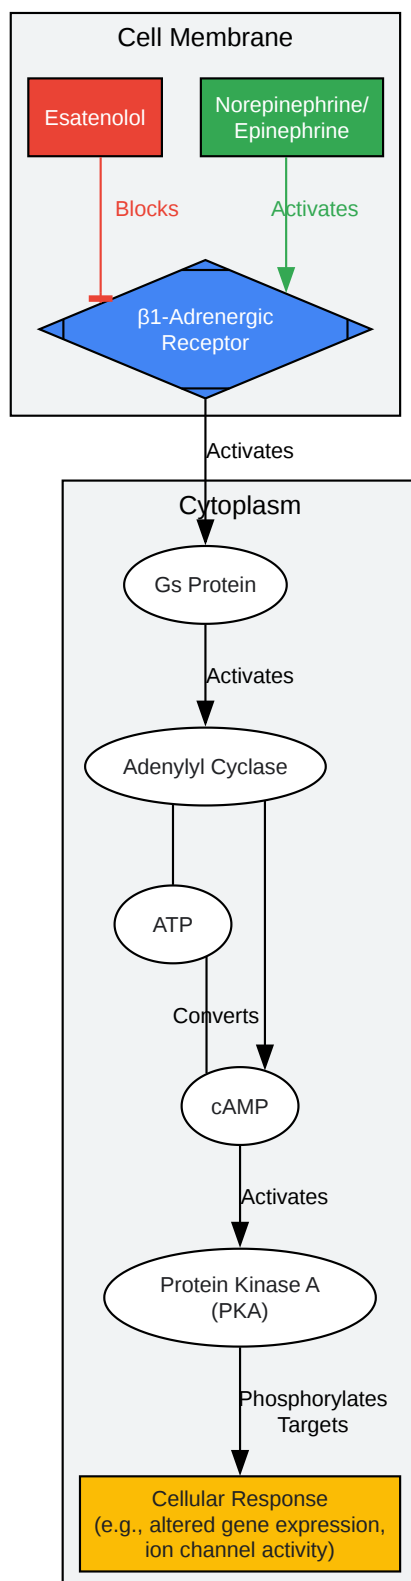 Cell Membrane
Esatenolol
Norepinephrine/
Epinephrine
Blocks
Activates
β1-Adrenergic
Receptor
Activates
Cytoplasm
Gs Protein
Activates
Adenylyl Cyclase
ATP
Converts
cAMP
Activates
Protein Kinase A
(PKA)
Phosphorylates
Targets
Cellular Response
(e.g., altered gene expression,
ion channel activity)